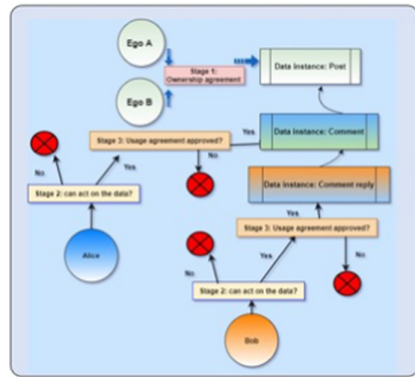 Ego A
Stage 1:
Ownership agreement
Data Instance: Post
Ego B
Stage 3: Usage agreement approved?
Yes.
Data Instance: Comment
No.
No.
Yes.
Stage 2: can act on the data?
Data Instance: Comment reply
Yes.
Stage 3: Usage agreement approved?
Alice
No.
Yes.
No.
Stage 2: can act on the data?
Bob